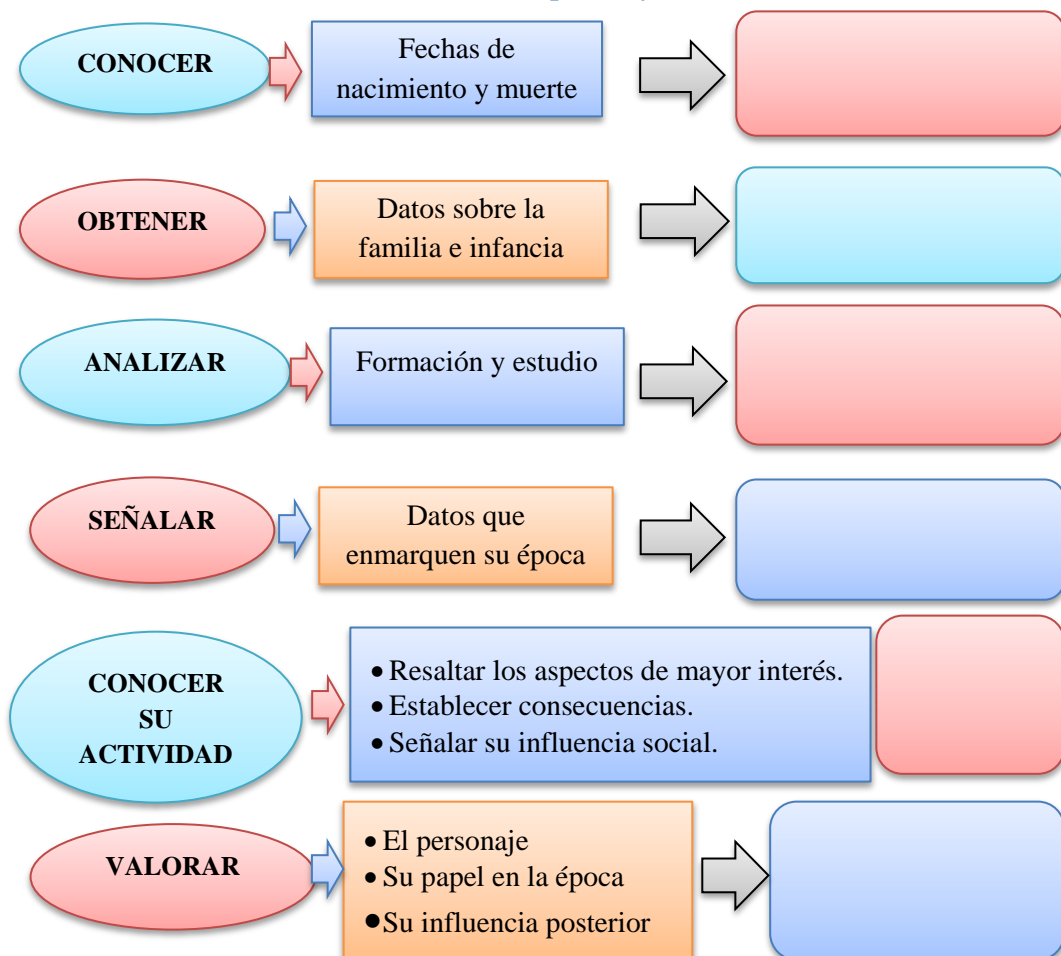 CONOCER
Fechas de
nacimiento y muerte
OBTENER
Datos sobre la
familia e infancia
ANALIZAR
Formación y estudio
SEÑALAR
Datos que
enmarquen su época
CONOCER
SU
ACTIVIDAD
• Resaltar los aspectos de mayor interés.
• Establecer consecuencias.
• Señalar su influencia social.
VALORAR
• El personaje
• Su papel en la época
• Su influencia posterior